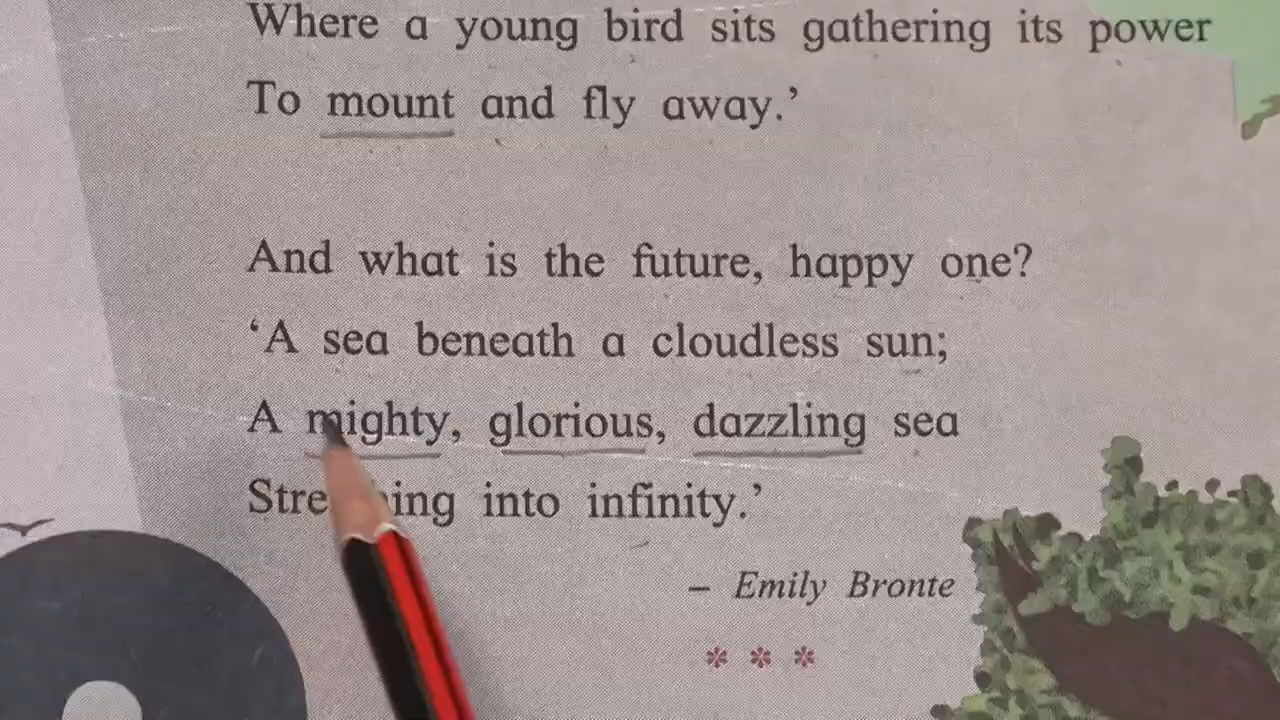 Where a young bird sits gathering its power
To mount and fly away.’
And what is the future, happy one?
‘A sea beneath a cloudless sun;
A mighty, glorious, dazzling sea
into infinity.’
– Emily Bronte